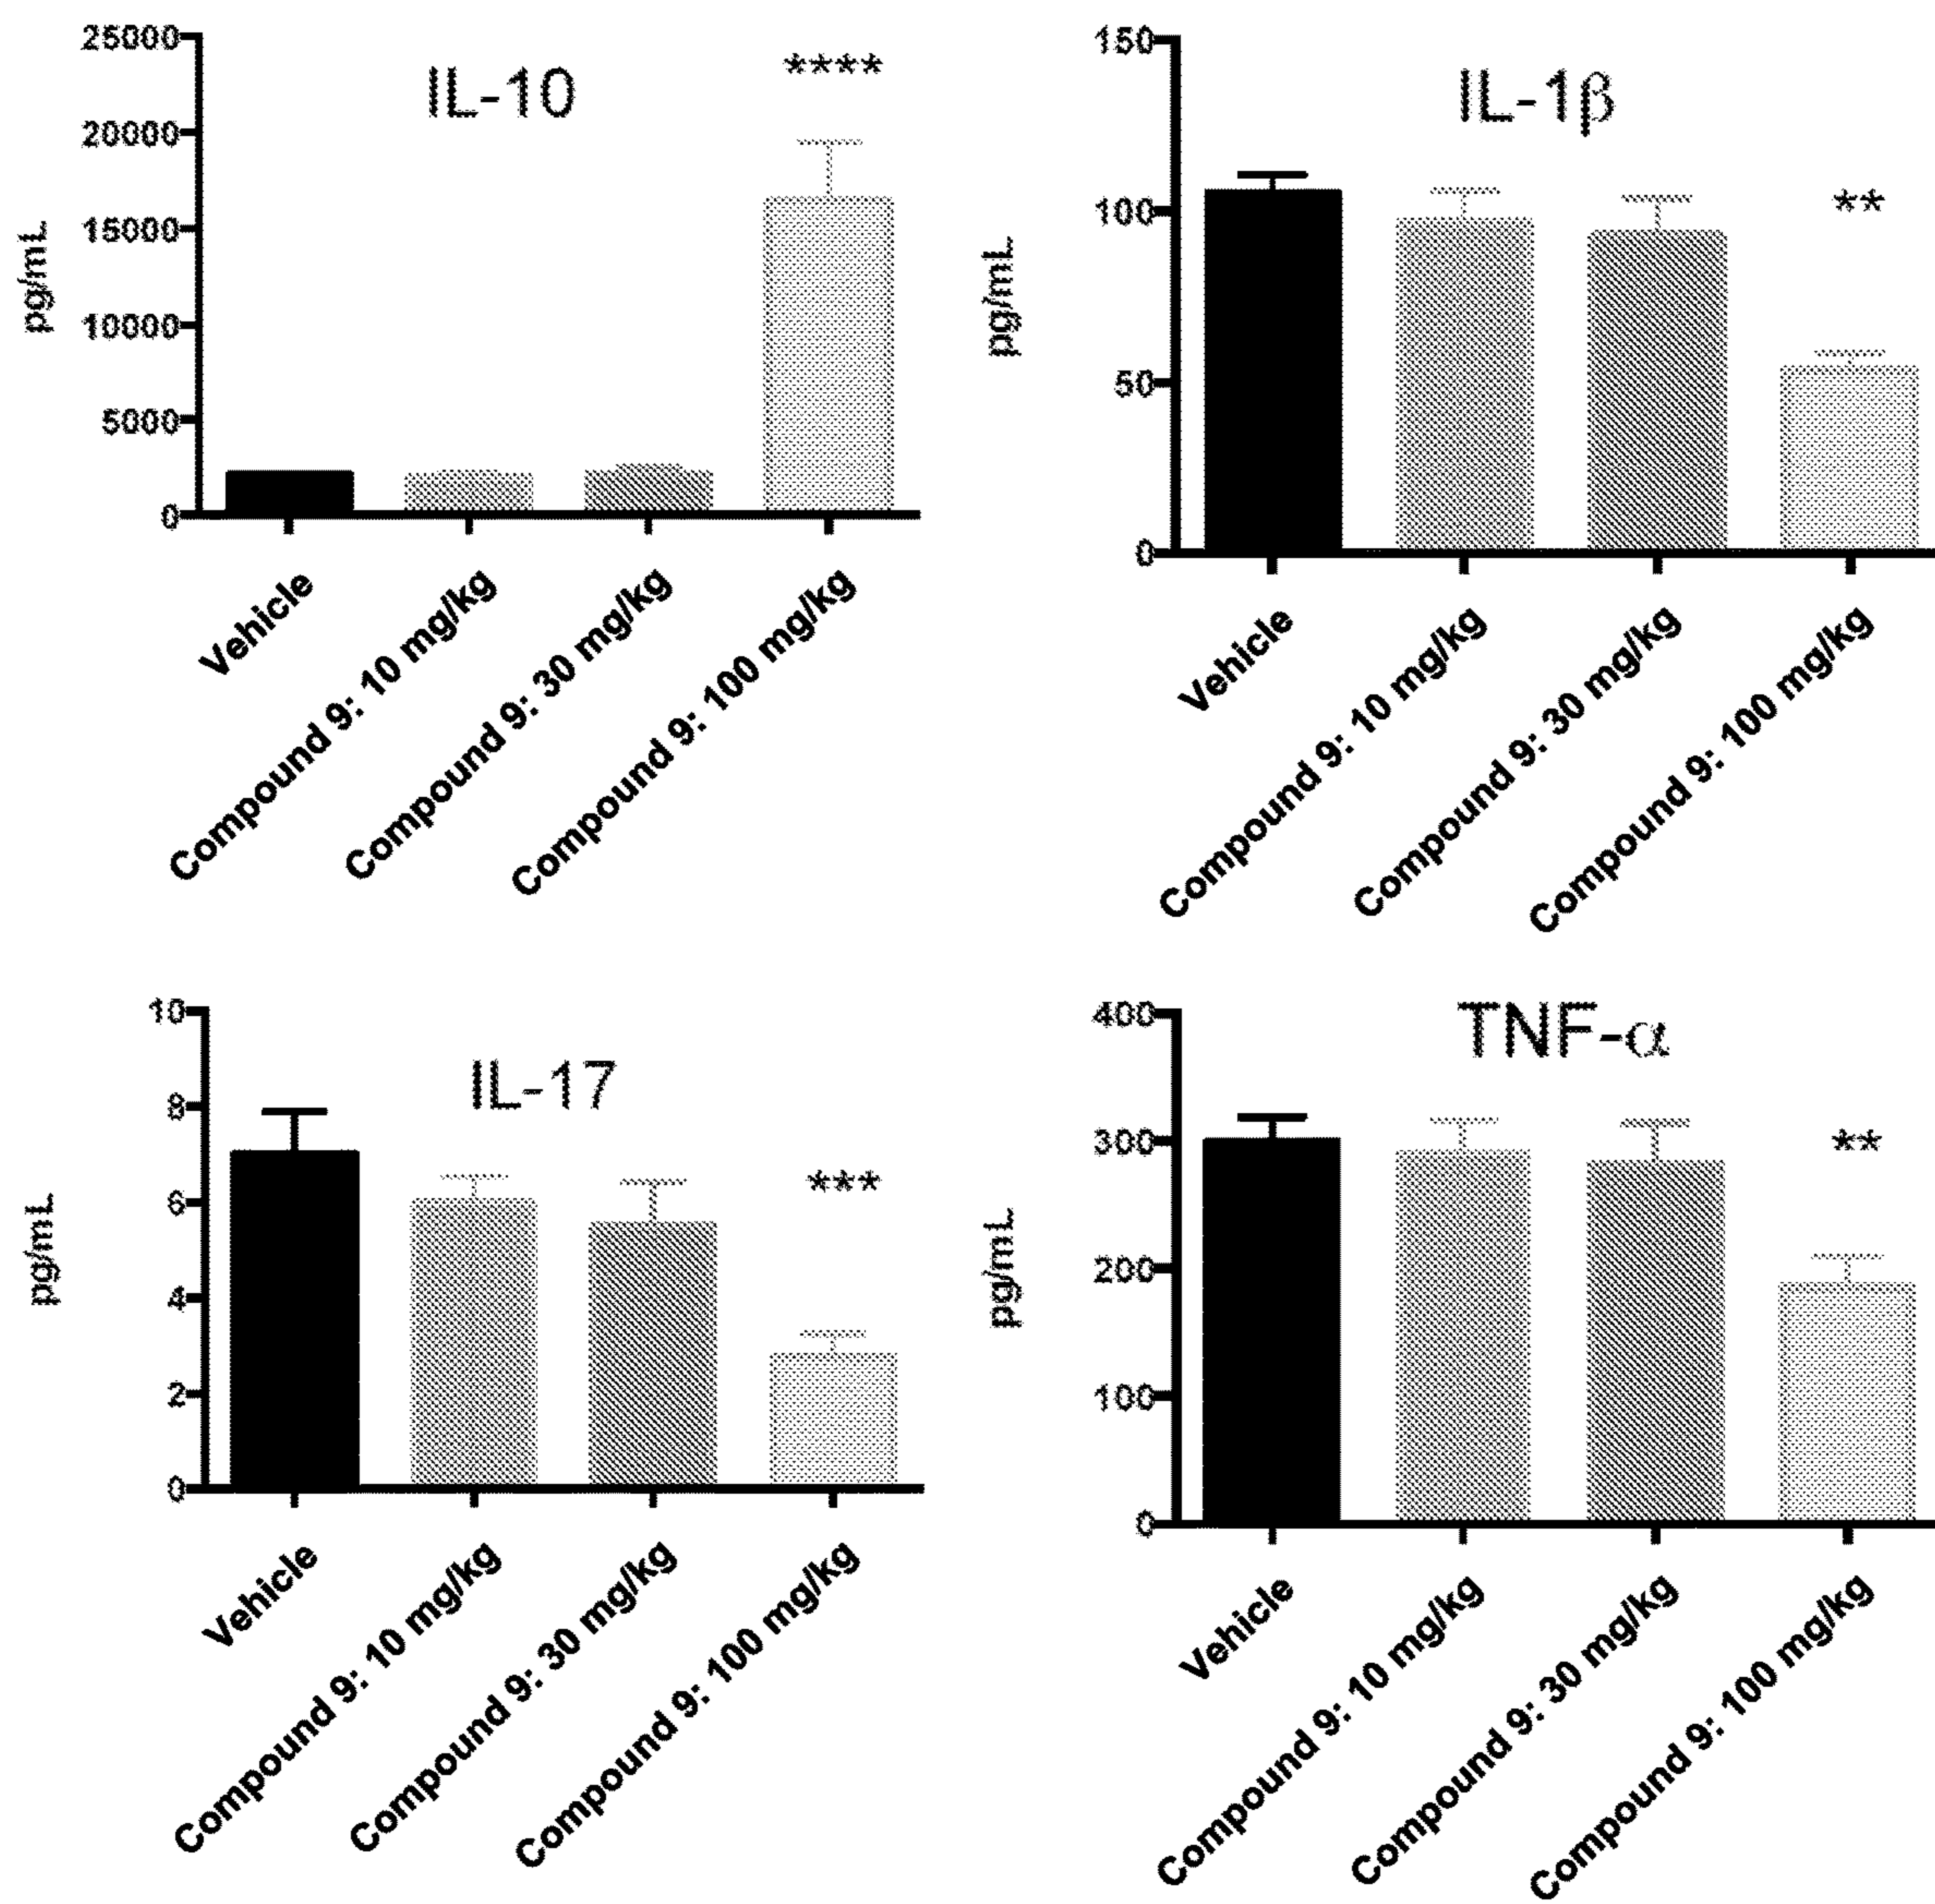 IL-10
****
25000
20000
15000
10000
5000
0
pg/mL
Vehicle
Compound 9: 10 mg/kg
Compound 9: 30 mg/kg
Compound 9: 100 mg/kg
IL-1β
**
150
100
50
0
pg/mL
Vehicle
Compound 9: 10 mg/kg
Compound 9: 30 mg/kg
Compound 9: 100 mg/kg
IL-17
***
10
8
6
4
2
0
pg/mL
Vehicle
Compound 9: 10 mg/kg
Compound 9: 30 mg/kg
Compound 9: 100 mg/kg
TNF-α
**
400
300
200
100
0
pg/mL
Vehicle
Compound 9: 10 mg/kg
Compound 9: 30 mg/kg
Compound 9: 100 mg/kg